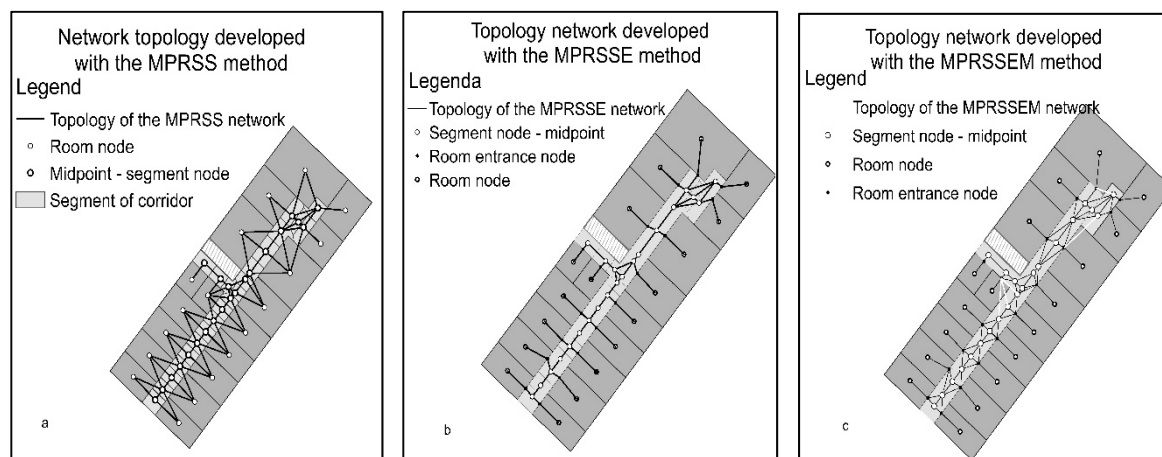 Network topology developed
with the MPRSS method
Legend
Topology of the MPRSS network
Room node
Midpoint - segment node
Segment of corridor
a
Topology network developed
with the MPRSSE method
Legenda
Topology of the MPRSSE network
Segment node - midpoint
Room entrance node
Room node
b
Topology network developed
with the MPRSSEM method
Legend
Topology of the MPRSSEM network
Segment node - midpoint
Room node
Room entrance node
c